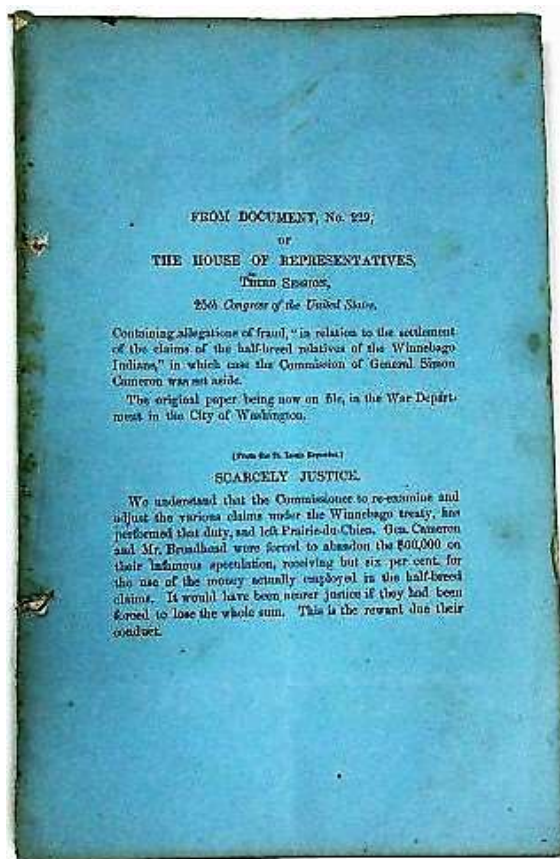 FROM DOCUMENT, No. 229,
OF
THE HOUSE OF REPRESENTATIVES,
THIRD SESSION,
25th Congress of the United States,
Containing allegations of fraud, "in relation to the settlement
of the claims of the half-breed relatives of the Winnebago
Indians," in which case the Commission of General Simon
Cameron was set aside.
The original paper being now on file, in the War Depart-
ment in the City of Washington.
[From the St. Louis Reporter.]
SCARCELY JUSTICE.
We understand that the Commissioner to re-examine and
adjust the various claims under the Winnebago treaty, has
performed that duty, and left Prairie-du-Chien. Gen. Cameron
and Mr. Broadhead were forced to abandon the $60,000 on
their infamous speculation, receiving but six per cent. for
the use of the money actually employed in the half-breed
claims. It would have been nearer justice if they had been
forced to lose the whole sum. This is the reward due their
conduct.